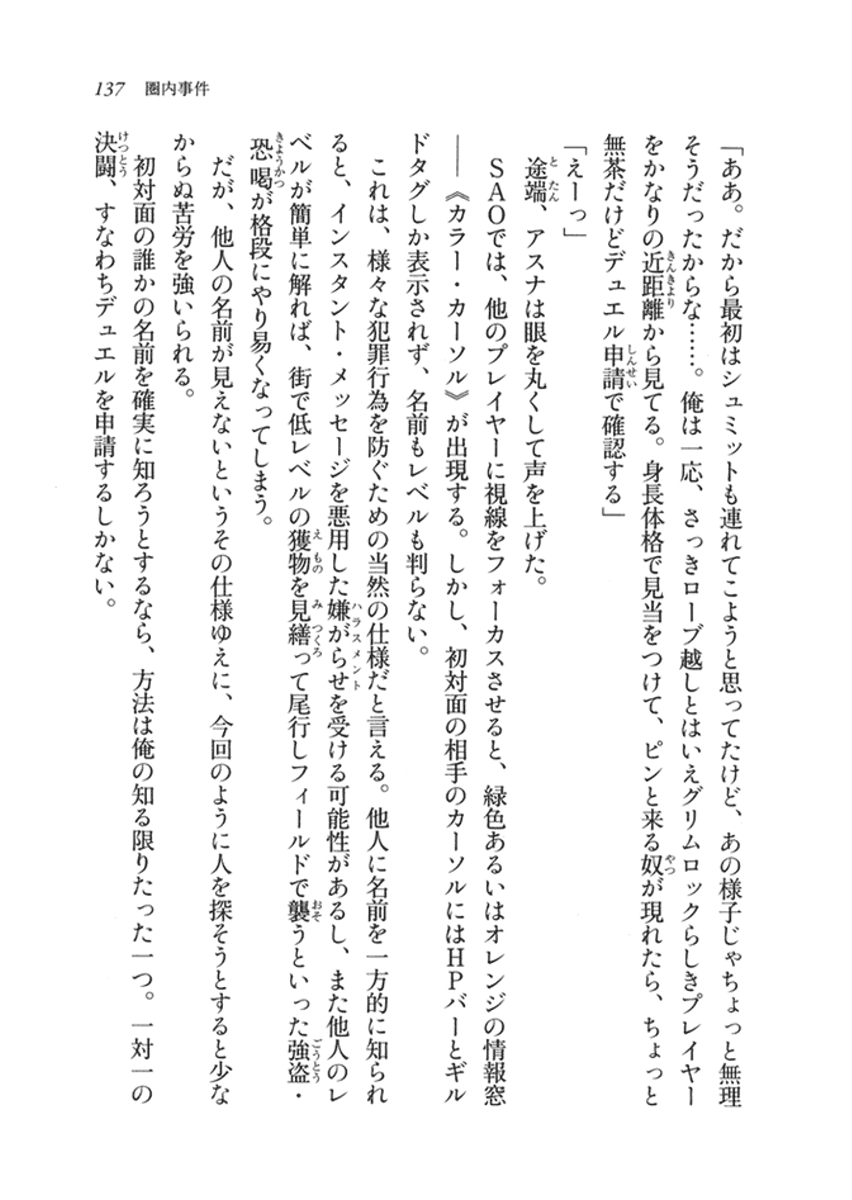 137 圏内事件
「ああ。だから最初はシュミットも連れてこようと思ってたけど、あの様子じゃちょっと無理
そうだったからな……。俺は一応、さっきローブ越しとはいえグリムロックらしきプレイヤー
をかなりの近距離から見てる。身長体格で見当をつけて、ピンと来る奴が現れたら、ちょっと
無茶だけどデュエル申請で確認する」
「えーっ」
途端、アスナは眼を丸くして声を上げた。
ＳＡＯでは、他のプレイヤーに視線をフォーカスさせると、緑色あるいはオレンジの情報窓
――《カラー・カーソル》が出現する。しかし、初対面の相手のカーソルにはＨＰバーとギル
ドタグしか表示されず、名前もレベルも判らない。
これは、様々な犯罪行為を防ぐための当然の仕様だと言える。他人に名前を一方的に知られ
ると、インスタント・メッセージを悪用した嫌がらせを受ける可能性があるし、また他人のレ
ベルが簡単に解れば、街で低レベルの獲物を見繕って尾行しフィールドで襲うといった強盗・
恐喝が格段にやり易くなってしまう。
だが、他人の名前が見えないというその仕様ゆえに、今回のように人を探そうとすると少な
からぬ苦労を強いられる。
初対面の誰かの名前を確実に知ろうとするなら、方法は俺の知る限りたった一つ。一対一の
決闘、すなわちデュエルを申請するしかない。